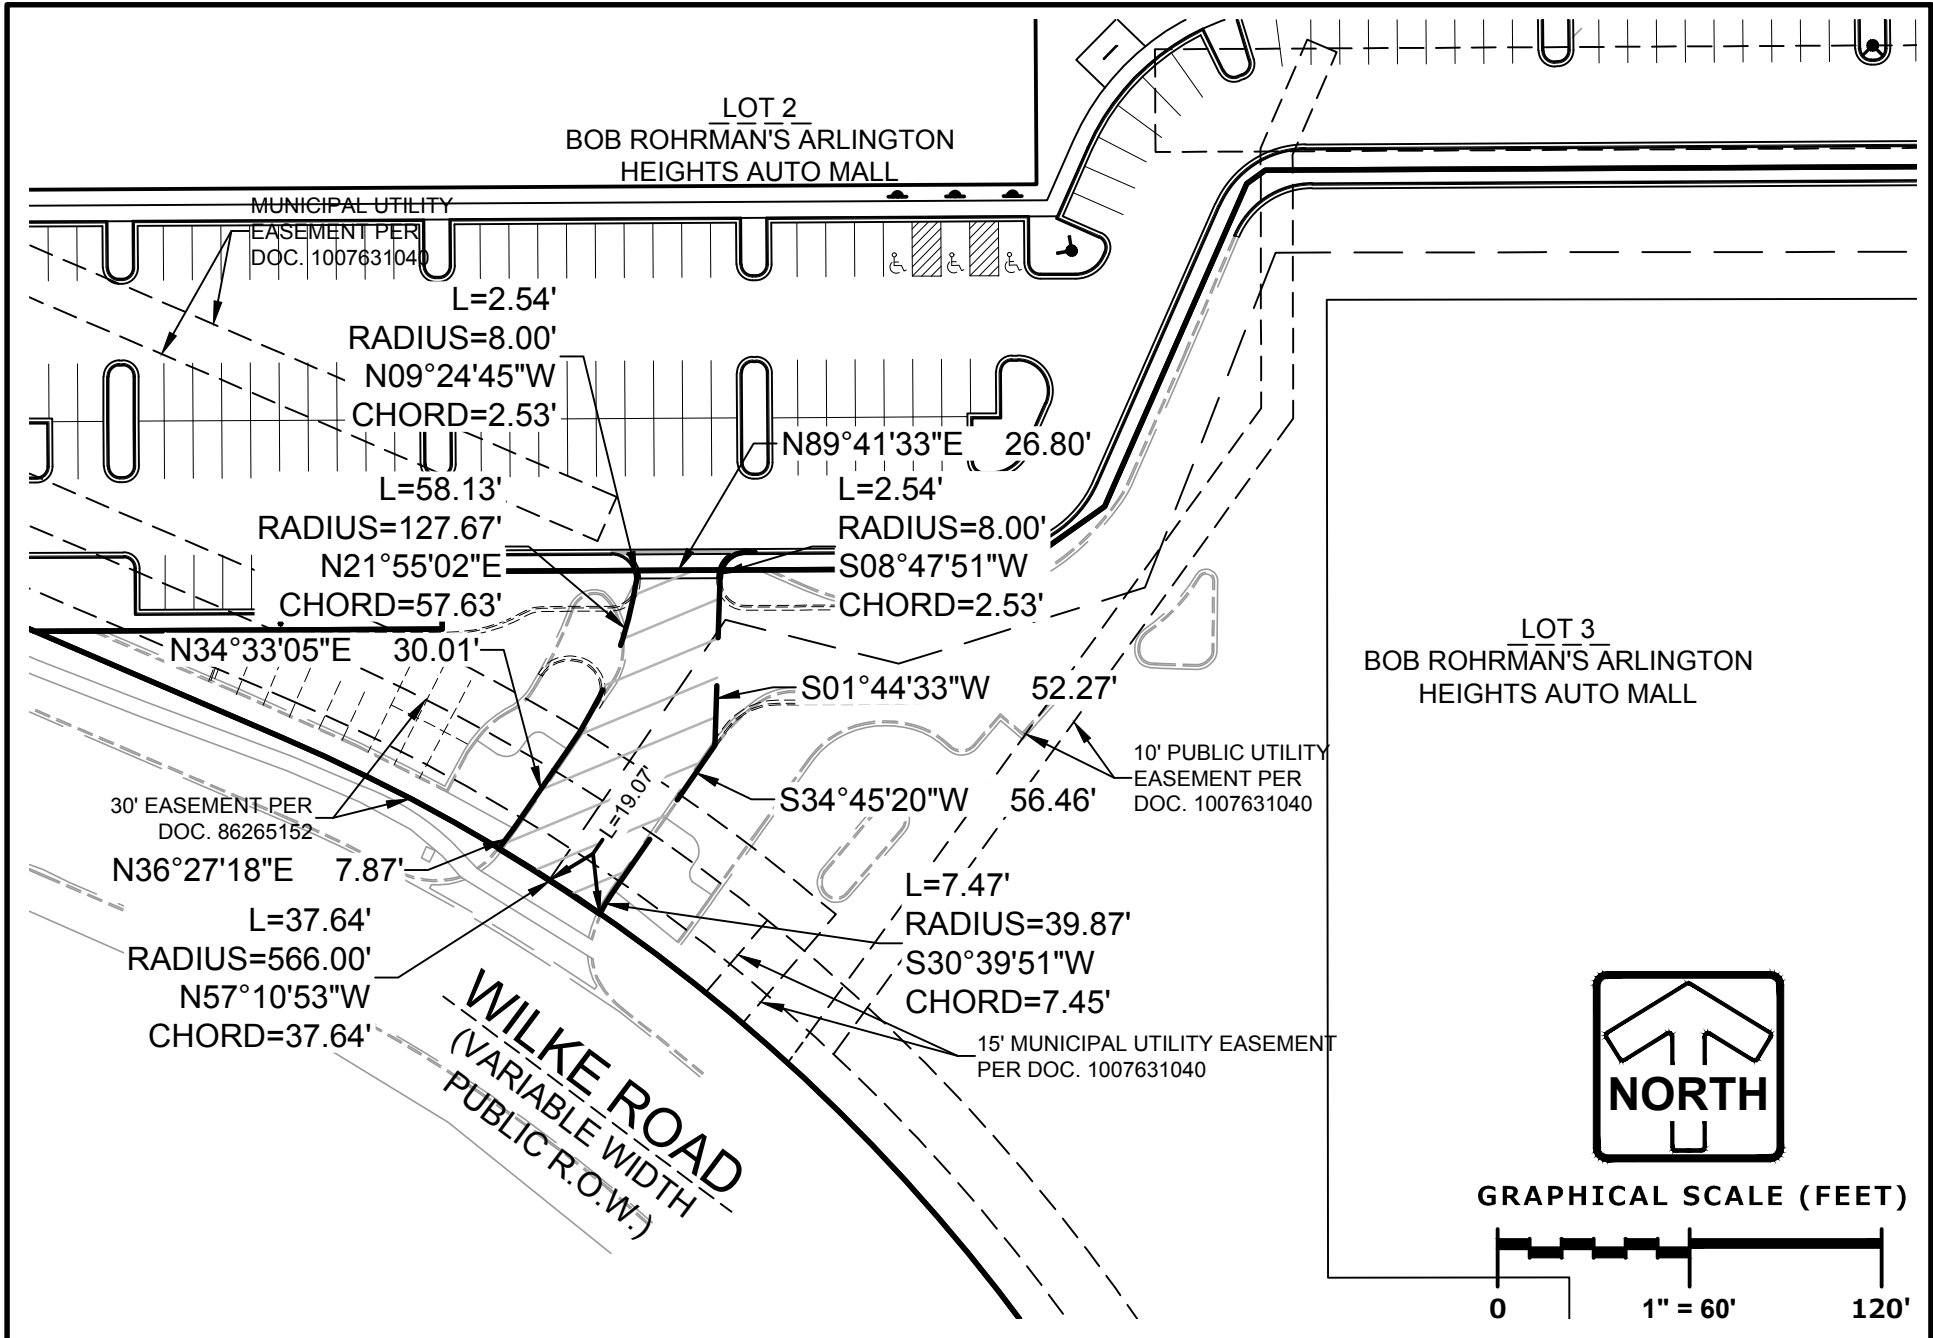 LOT 2
BOB ROHRMAN'S ARLINGTON
HEIGHTS AUTO MALL
MUNICIPAL UTILITY
EASEMENT PER
DOC. 1007631040
L=2.54'
RADIUS=8.00'
N09°24'45"W
CHORD=2.53'
N89°41'33"E 26.80'
L=58.13'
RADIUS=127.67'
N21°55'02"E
CHORD=57.63'
L=2.54'
RADIUS=8.00'
S08°47'51"W
CHORD=2.53'
N34°33'05"E 30.01'
S01°44'33"W 52.27'
LOT 3
BOB ROHRMAN'S ARLINGTON
HEIGHTS AUTO MALL
10' PUBLIC UTILITY
EASEMENT PER
DOC. 1007631040
S34°45'20"W 56.46'
L=19.07'
30' EASEMENT PER
DOC. 86265152
N36°27'18"E 7.87'
L=37.64'
RADIUS=566.00'
N57°10'53"W
CHORD=37.64'
L=7.47'
RADIUS=39.87'
S30°39'51"W
CHORD=7.45'
15' MUNICIPAL UTILITY EASEMENT
PER DOC. 1007631040
WILKE ROAD
(VARIABLE WIDTH
PUBLIC R.O.W.)
NORTH
GRAPHICAL SCALE (FEET)
0 1" = 60' 120'